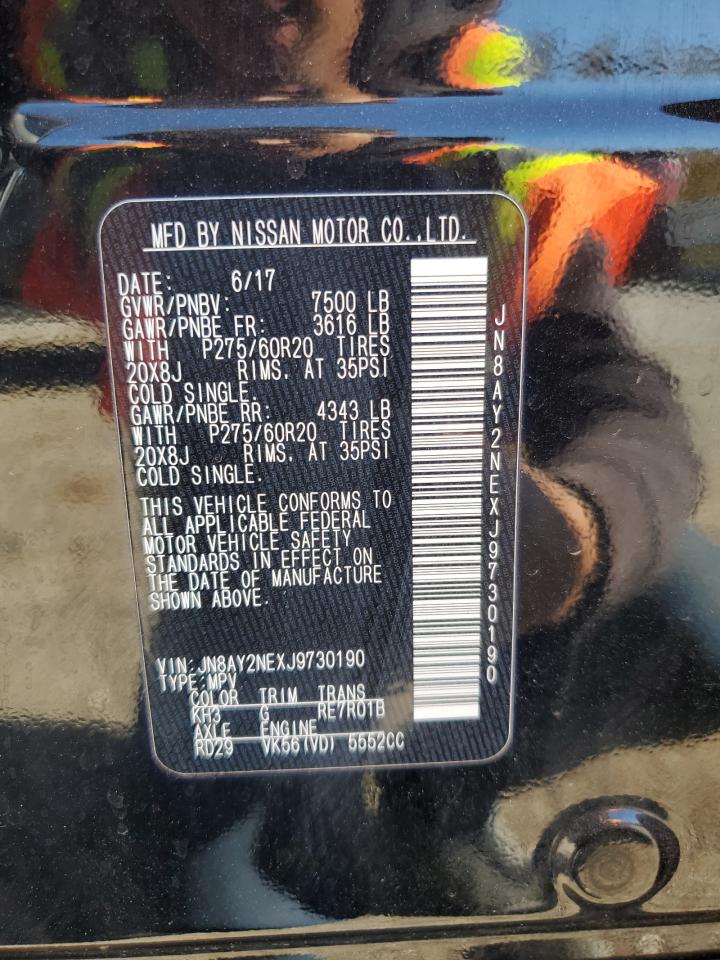 MFD BY NISSAN MOTOR CO.,LTD.
DATE: 6/17
GVWR/PNBV: 7500 LB
GAWR/PNBE FR: 3616 LB
WITH P275/60R20 TIRES
20X8J RIMS. AT 35PSI
COLD SINGLE.
GAWR/PNBE RR: 4343 LB
WITH P275/60R20 TIRES
20X8J RIMS. AT 35PSI
COLD SINGLE.
THIS VEHICLE CONFORMS TO
ALL APPLICABLE FEDERAL
MOTOR VEHICLE SAFETY
STANDARDS IN EFFECT ON
THE DATE OF MANUFACTURE
SHOWN ABOVE.
VIN: JN8AY2NEXJ9730190
TYPE: MPV
COLOR TRIM TRANS
KH3 G RE7R01B
AXLE ENGINE
RD29 VK56(VD) 5552CC
JN8AY2NEXJ9730190